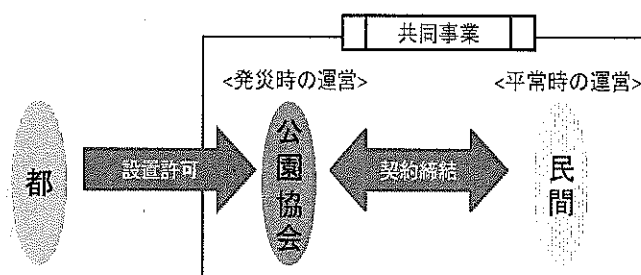 共同事業
<発災時の運営>
<平常時の運営>
都
設置許可
公園協会
契約締結
民間